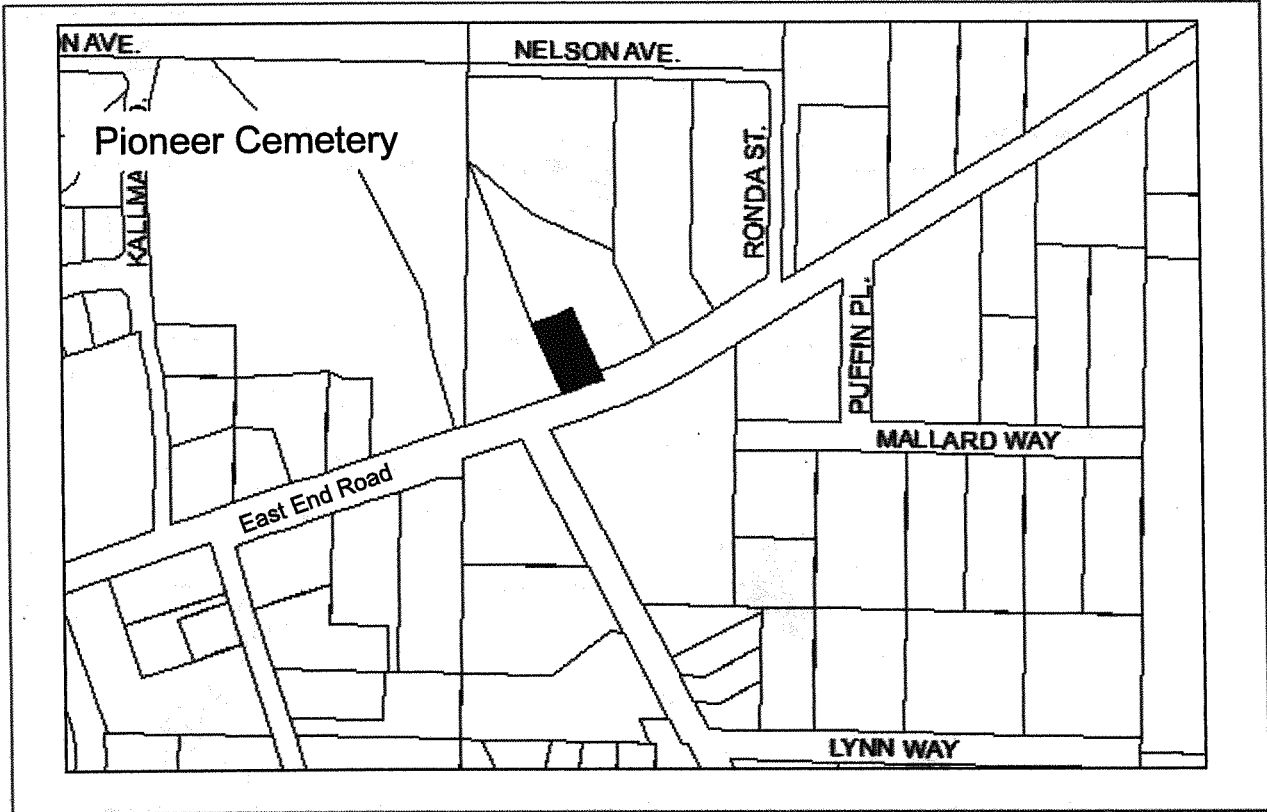 N AVE.
NELSON AVE.
Pioneer Cemetery
KALLMA
RONDA ST.
PUFFIN PL.
MALLARD WAY
East End Road
LYNN WAY